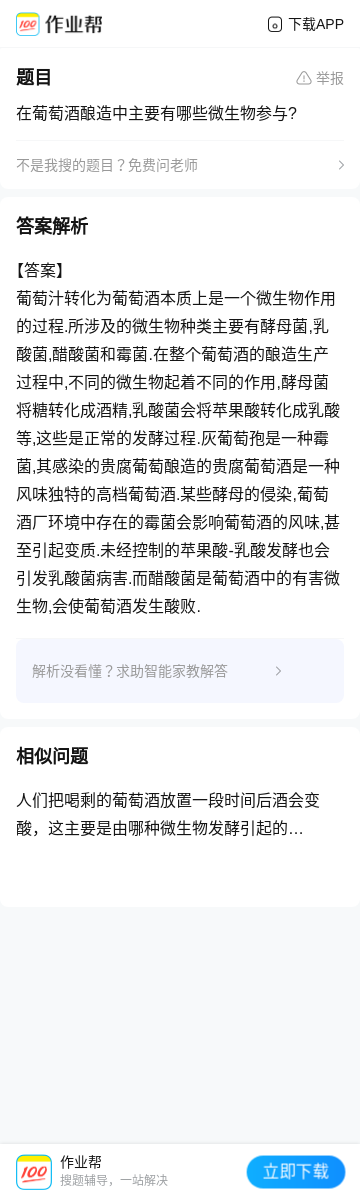 作业帮
下载APP
题目
举报
在葡萄酒酿造中主要有哪些微生物参与?
不是我搜的题目？免费问老师
答案解析
【答案】
葡萄汁转化为葡萄酒本质上是一个微生物作用
的过程.所涉及的微生物种类主要有酵母菌,乳
酸菌,醋酸菌和霉菌.在整个葡萄酒的酿造生产
过程中,不同的微生物起着不同的作用,酵母菌
将糖转化成酒精,乳酸菌会将苹果酸转化成乳酸
等,这些是正常的发酵过程.灰葡萄孢是一种霉
菌,其感染的贵腐葡萄酿造的贵腐葡萄酒是一种
风味独特的高档葡萄酒.某些酵母的侵染,葡萄
酒厂环境中存在的霉菌会影响葡萄酒的风味,甚
至引起变质.未经控制的苹果酸-乳酸发酵也会
引发乳酸菌病害.而醋酸菌是葡萄酒中的有害微
生物,会使葡萄酒发生酸败.
解析没看懂？求助智能家教解答
相似问题
人们把喝剩的葡萄酒放置一段时间后酒会变
酸，这主要是由哪种微生物发酵引起的…
100
作业帮
搜题辅导，一站解决
立即下载